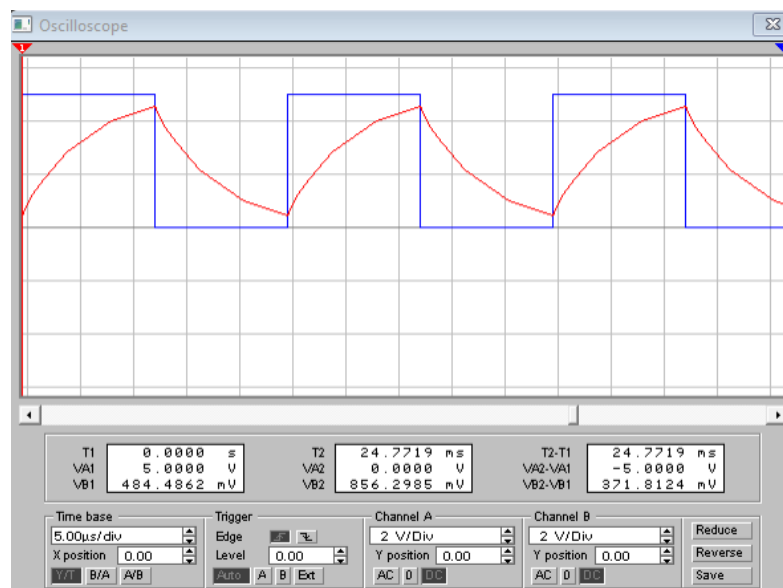 Oscilloscope
1
T1 0.0000 s T2 24.7719 ms T2-T1 24.7719 ms
VA1 5.0000 V VA2 0.0000 V VA2-VA1 -5.0000 V
VB1 484.4862 mV VB2 856.2985 mV VB2-VB1 371.8124 mV
Time base Trigger Channel A Channel B
5.00µs/div Edge 2 V/Div 2 V/Div Reduce
X position 0.00 Level 0.00 Y position 0.00 Y position 0.00 Reverse
Y/T B/A A/B Auto A B Ext AC 0 DC AC 0 DC Save